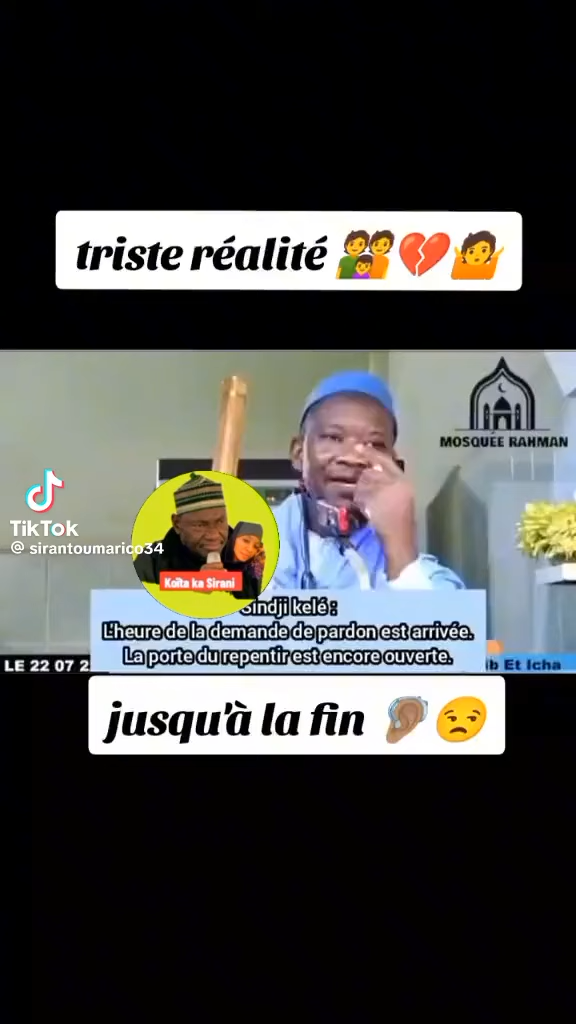 triste réalité 👨‍👩‍👧💔🤷
MOSQUÉE RAHMAN
TikTok
@ sirantoumarico34
Koïta ka Sirani
Sindji kelé :
L'heure de la demande de pardon est arrivée.
La porte du repentir est encore ouverte.
LE 22 07 2
b Et Icha
jusqu'à la fin 🦻🏽😒